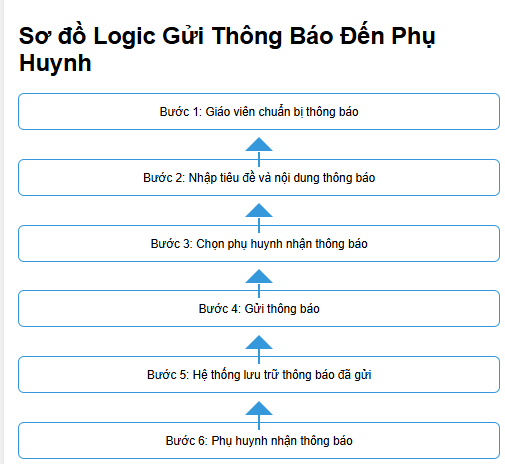 Sơ đồ Logic Gửi Thông Báo Đến Phụ
Huynh
Bước 1: Giáo viên chuẩn bị thông báo
Bước 2: Nhập tiêu đề và nội dung thông báo
Bước 3: Chọn phụ huynh nhận thông báo
Bước 4: Gửi thông báo
Bước 5: Hệ thống lưu trữ thông báo đã gửi
Bước 6: Phụ huynh nhận thông báo